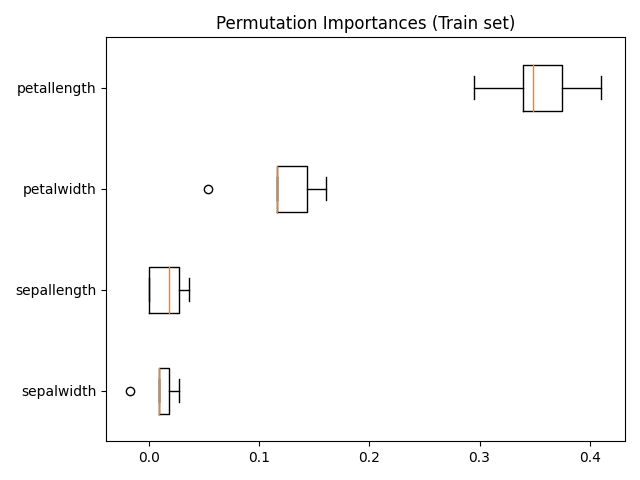 Permutation Importances (Train set)
petallength
petalwidth
sepallength
sepalwidth
0.0 0.1 0.2 0.3 0.4